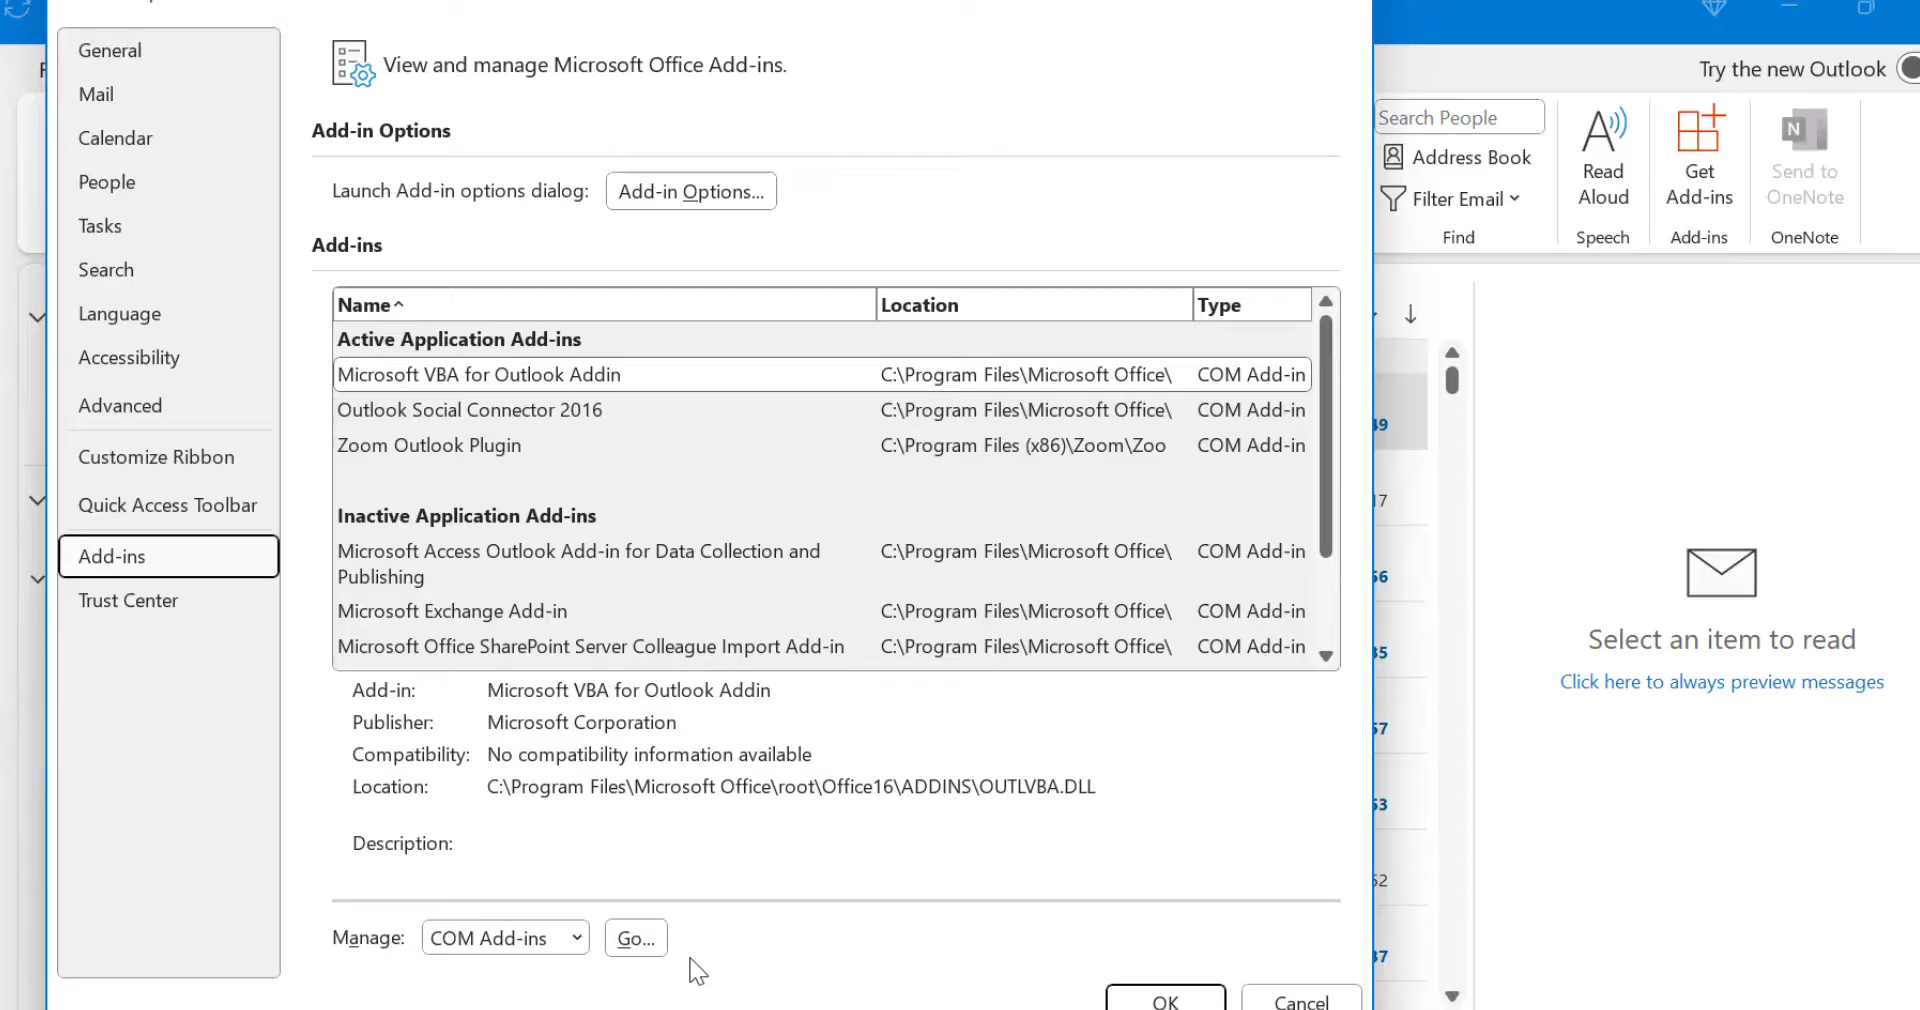 General
Mail
Calendar
People
Tasks
Search
Language
Accessibility
Advanced
Customize Ribbon
Quick Access Toolbar
Add-ins
Trust Center
View and manage Microsoft Office Add-ins.
Add-in Options
Launch Add-in options dialog: Add-in Options...
Add-ins
Name Location Type
Active Application Add-ins
Microsoft VBA for Outlook Addin C:\Program Files\Microsoft Office\ COM Add-in
Outlook Social Connector 2016 C:\Program Files\Microsoft Office\ COM Add-in
Zoom Outlook Plugin C:\Program Files (x86)\Zoom\Zoo COM Add-in
Inactive Application Add-ins
Microsoft Access Outlook Add-in for Data Collection and C:\Program Files\Microsoft Office\ COM Add-in
Publishing
Microsoft Exchange Add-in C:\Program Files\Microsoft Office\ COM Add-in
Microsoft Office SharePoint Server Colleague Import Add-in C:\Program Files\Microsoft Office\ COM Add-in
Add-in: Microsoft VBA for Outlook Addin
Publisher: Microsoft Corporation
Compatibility: No compatibility information available
Location: C:\Program Files\Microsoft Office\root\Office16\ADDINS\OUTLVBA.DLL
Description:
Manage: COM Add-ins Go...
OK Cancel
Try the new Outlook
Search People
Address Book
Filter Email
Find
Read
Aloud
Speech
Get
Add-ins
Add-ins
N
Send to
OneNote
OneNote
Select an item to read
Click here to always preview messages